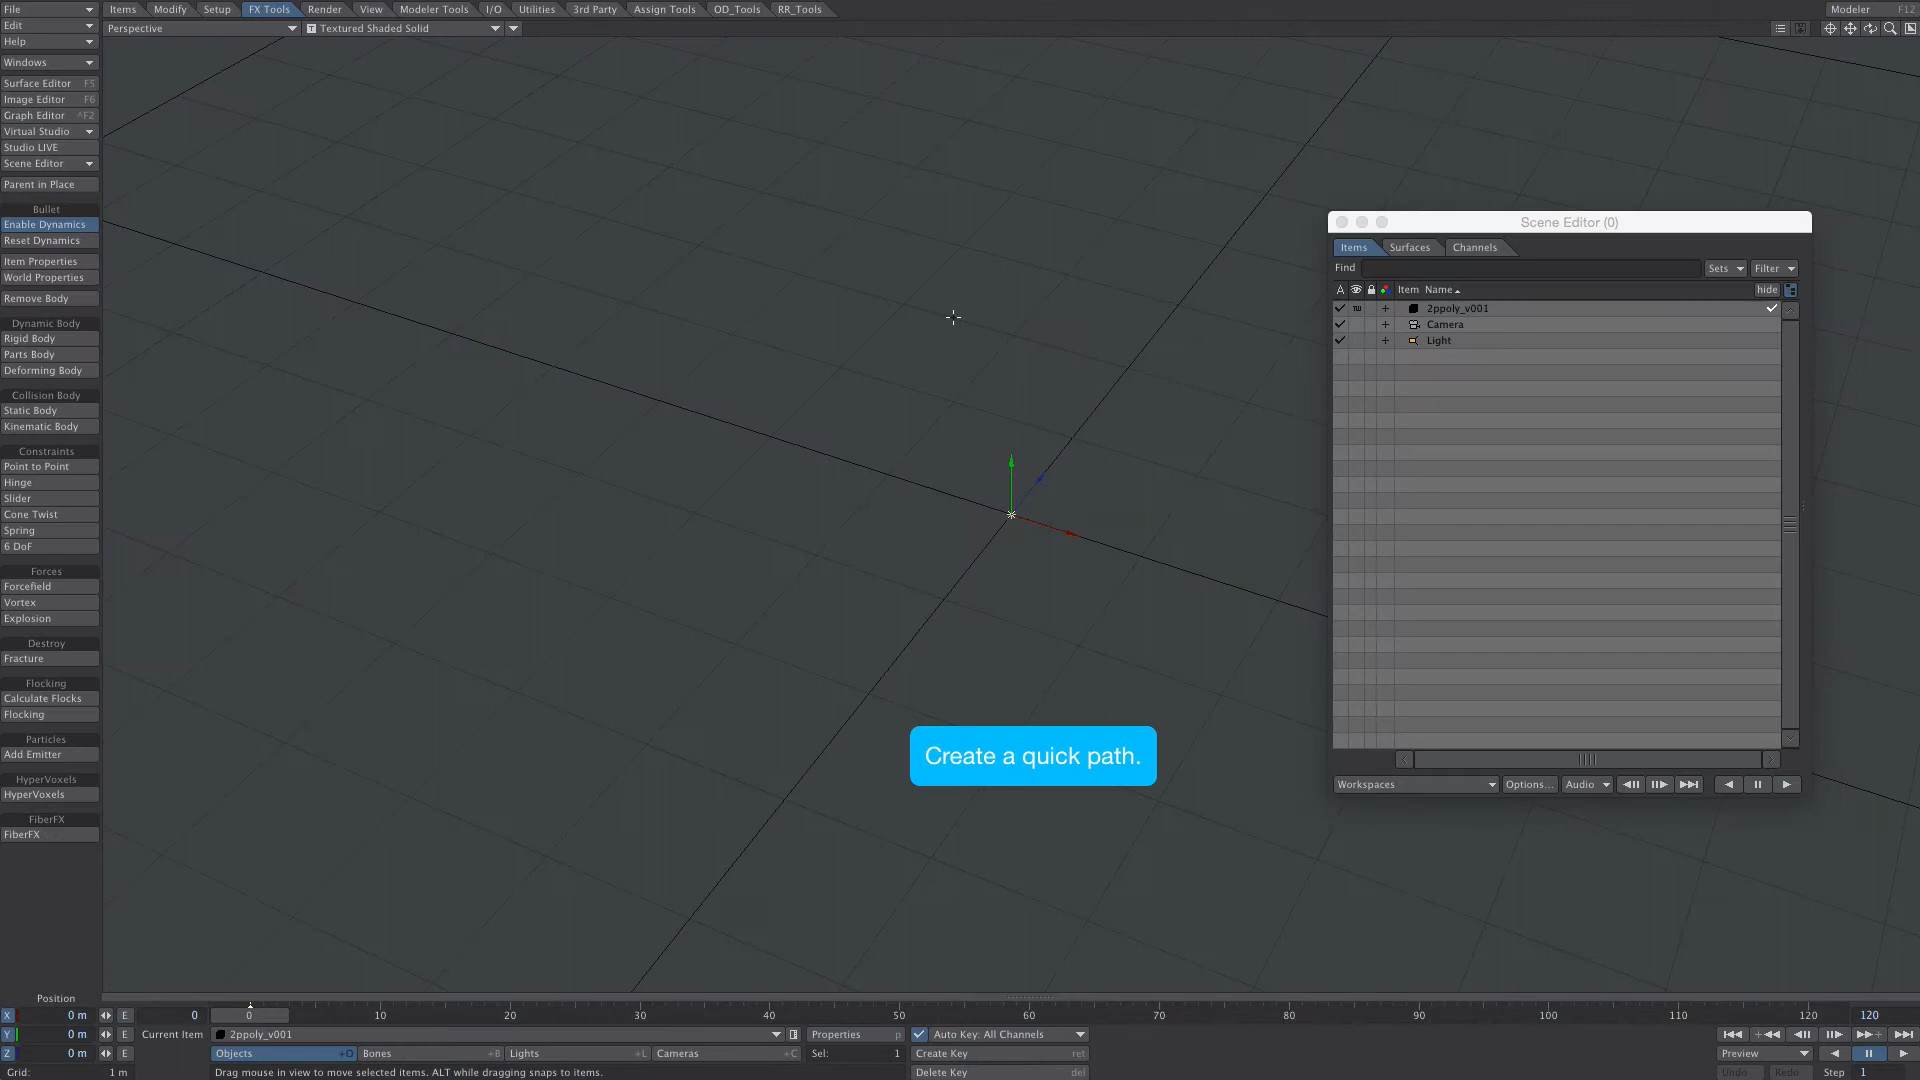 File
Items
Modify
Setup
FX Tools
Render
View
Modeler Tools
I/O
Utilities
3rd Party
Assign Tools
OD_Tools
RR_Tools
Modeler F12
Edit
Perspective
T Textured Shaded Solid
Help
Windows
Surface Editor F5
Image Editor F6
Graph Editor ^F2
Virtual Studio
Studio LIVE
Scene Editor
Parent in Place
Bullet
Enable Dynamics
Reset Dynamics
Item Properties
World Properties
Remove Body
Dynamic Body
Rigid Body
Parts Body
Deforming Body
Collision Body
Static Body
Kinematic Body
Constraints
Point to Point
Hinge
Slider
Cone Twist
Spring
6 DoF
Forces
Forcefield
Vortex
Explosion
Destroy
Fracture
Flocking
Calculate Flocks
Flocking
Particles
Add Emitter
HyperVoxels
HyperVoxels
FiberFX
FiberFX
Scene Editor (0)
Items
Surfaces
Channels
Find
Sets
Filter
A
Item Name
hide
+ 2ppoly_v001
+ Camera
+ Light
Workspaces
Options...
Audio
Create a quick path.
Position
X 0 m E 0
0 10 20 30 40 50 60 70 80 90 100 110 120 120
Y 0 m E
Current Item
2ppoly_v001
Properties p
Auto Key: All Channels
Z 0 m E
Objects +O
Bones +B
Lights +L
Cameras +C
Sel: 1
Create Key ret
Preview
Grid: 1 m
Drag mouse in view to move selected items. ALT while dragging snaps to items.
Delete Key del
Undo
Redo
Step 1